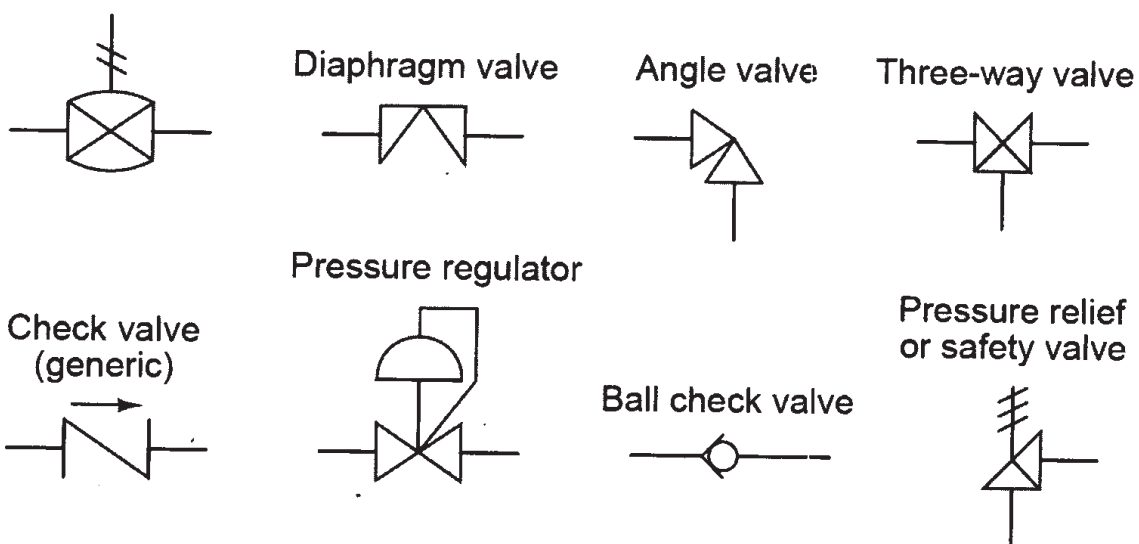 Diaphragm valve
Angle valve
Three-way valve
Check valve
(generic)
Pressure regulator
Ball check valve
Pressure relief
or safety valve